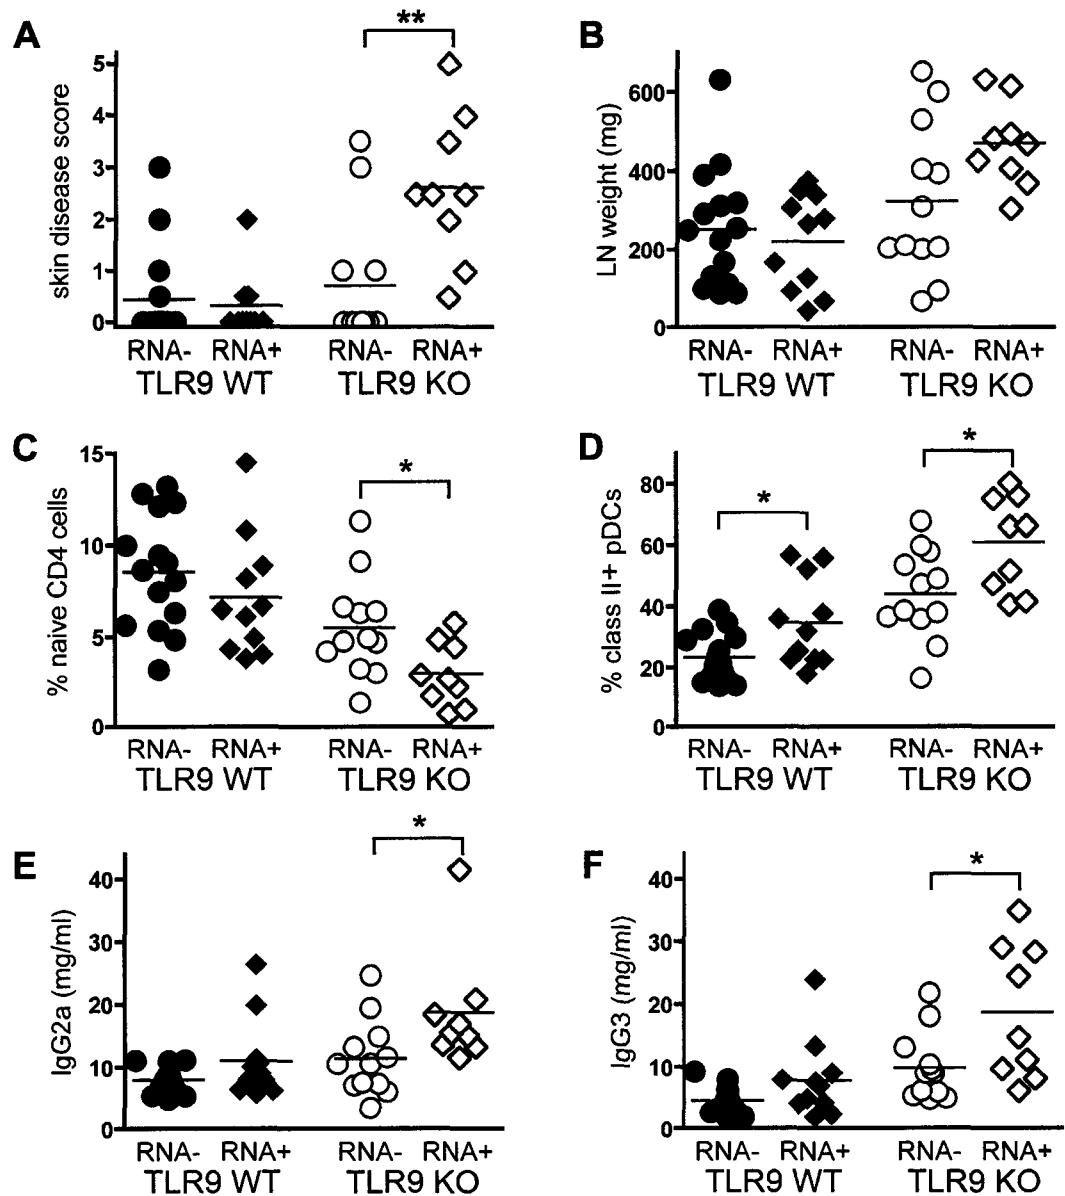 A
**
skin disease score
5
4
3
2
1
0
RNA- RNA+ RNA- RNA+
TLR9 WT TLR9 KO
B
LN weight (mg)
600
400
200
0
RNA- RNA+ RNA- RNA+
TLR9 WT TLR9 KO
C
*
% naive CD4 cells
15
10
5
0
RNA- RNA+ RNA- RNA+
TLR9 WT TLR9 KO
D
*
*
% class II+ pDCs
80
60
40
20
0
RNA- RNA+ RNA- RNA+
TLR9 WT TLR9 KO
E
*
IgG2a (mg/ml)
40
30
20
10
0
RNA- RNA+ RNA- RNA+
TLR9 WT TLR9 KO
F
*
IgG3 (mg/ml)
40
30
20
10
0
RNA- RNA+ RNA- RNA+
TLR9 WT TLR9 KO